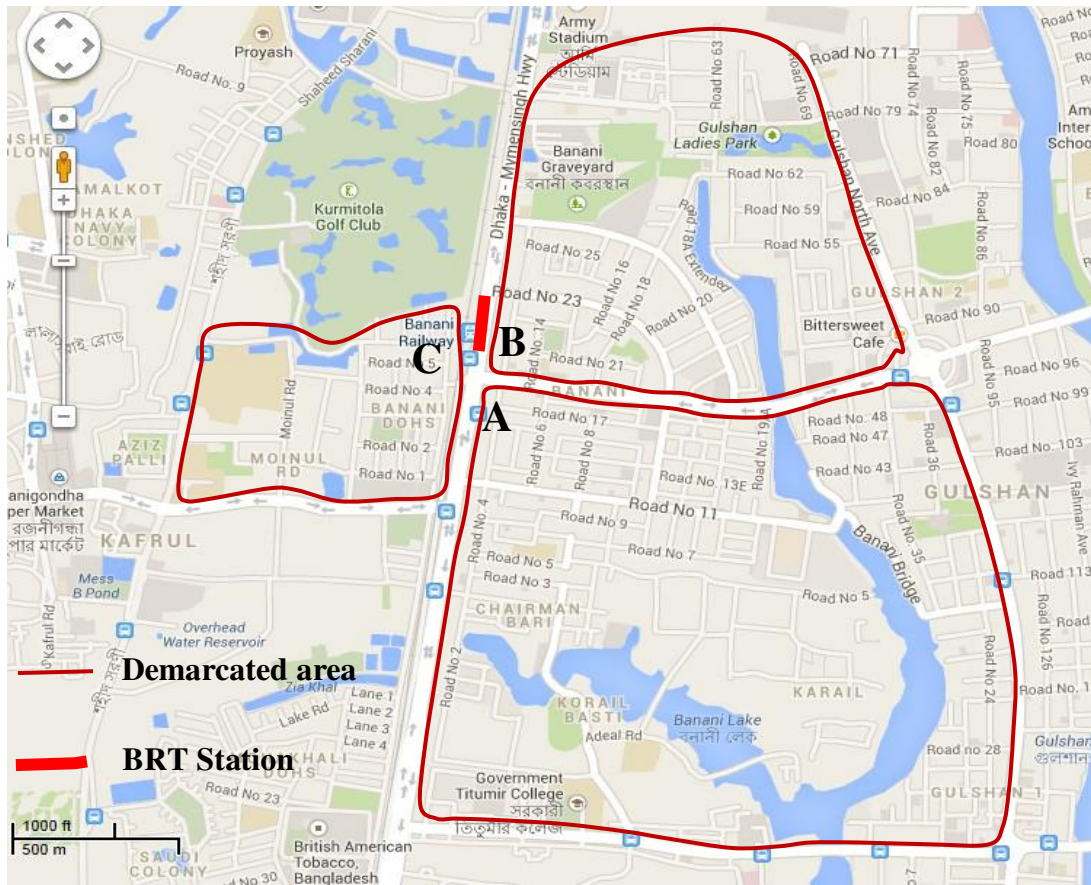 Army
Stadium
আর্মি
স্টেডিয়াম
Proyash
Road No. 9
Shaheed Sharani
Dhaka - Mymensingh Hwy
Road No 63
Road No 71
Road No 69
Road No 79
Road No 74
Road No 75
Road No 82
Road 80
Road No 84
Road No 86
Gulshan
Ladies Park
Gulshan North Ave
Banani
Graveyard
বনানী কবরস্থান
Road No 62
Road No 59
Road No 55
Road 18A Extended
Kurmitola
Golf Club
DHAKA
NAVY
COLONY
Road No 25
Road No 16
Road No 18
Road No 20
Road No 23
Road No. 14
Road No 21
GULSHAN 2
Road No 90
Bittersweet
Cafe
Road No 96
Road No 95
Road No 99
Banani
Railway
C
B
A
Road No 4
Moinul Rd
BANANI
DOHS
Road No 2
Road No 1
MOINUL
RD
AZIZ
PALLI
BANANI
Road No 17
Road No 6
Road No 8
Road No 19A
Road No. 48
Road No 47
Road No 43
Road 36
Road No. 103
Road No. 13E
Road No 11
GULSHAN
Ivy Rahman Ave
Road No. 4
Road No 9
Road No 7
Road No. 35
Banani Bridge
Road No 5
Road No 3
Road No 5
CHAIRMAN
BARI
KAFRUL
রজনীগন্ধা
Mess
B Pond
Kafrul Rd
Overhead
Water Reservoir
Demarcated area
Zia Khal
Lane 1
Lane 2
Lane 3
Lane 4
Lake Rd
Road No 2
KORAIL
BASTI
Adeal Rd
Banani Lake
বনানী লেক
KARAIL
Road No 24
Road No 126
Road no 28
GULSHAN 1
BRT Station
Road No 23
Government
Titumir College
সরকারী
তিতুমীর কলেজ
1000 ft
500 m
SAUDI
COLONY
Road No 30
British American
Tobacco,
Bangladesh